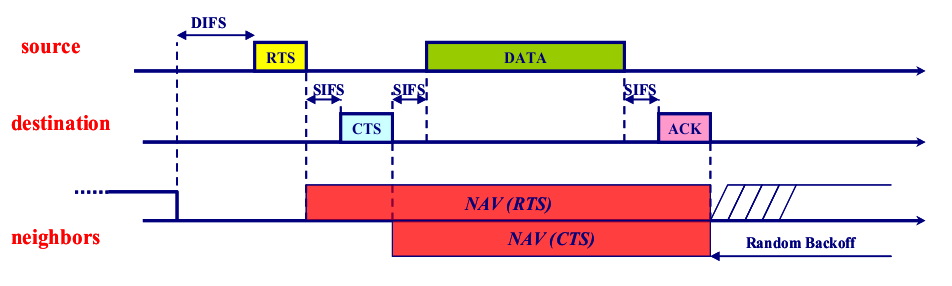 DIFS
source
RTS
DATA
SIFS
SIFS
SIFS
destination
CTS
ACK
NAV (RTS)
neighbors
NAV (CTS)
Random Backoff